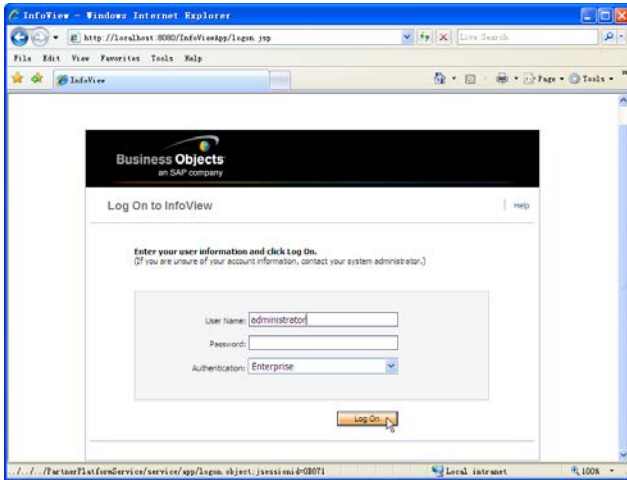 InfoView - Windows Internet Explorer
http://localhost:8080/InfoViewApp/logon.jsp
Live Search
File Edit View Favorites Tools Help
InfoView
Page Tools
Business Objects
an SAP company
Log On to InfoView
Help
Enter your user information and click Log On.
(If you are unsure of your account information, contact your system administrator.)
User Name: administrator
Password:
Authentication: Enterprise
Log On
../../../PartnerPlatformService/service/app/logon.object;jsessionid=0B071
Local intranet
100%